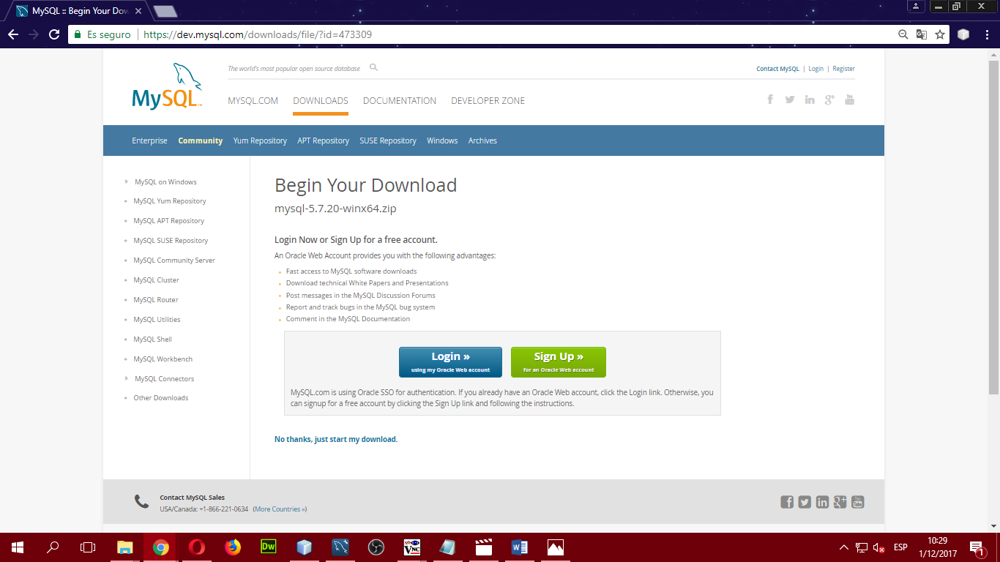 MySQL :: Begin Your Dow
Es seguro
https://dev.mysql.com/downloads/file/?id=473309
MySQL
The world's most popular open source database
Contact MySQL | Login | Register
MYSQL.COM
DOWNLOADS
DOCUMENTATION
DEVELOPER ZONE
Enterprise
Community
Yum Repository
APT Repository
SUSE Repository
Windows
Archives
MySQL on Windows
MySQL Yum Repository
MySQL APT Repository
MySQL SUSE Repository
MySQL Community Server
MySQL Cluster
MySQL Router
MySQL Utilities
MySQL Shell
MySQL Workbench
MySQL Connectors
Other Downloads
Begin Your Download
mysql-5.7.20-winx64.zip
Login Now or Sign Up for a free account.
An Oracle Web Account provides you with the following advantages:
Fast access to MySQL software downloads
Download technical White Papers and Presentations
Post messages in the MySQL Discussion Forums
Report and track bugs in the MySQL bug system
Comment in the MySQL Documentation
Login »
using my Oracle Web account
Sign Up »
for an Oracle Web account
MySQL.com is using Oracle SSO for authentication. If you already have an Oracle Web account, click the Login link. Otherwise, you
can signup for a free account by clicking the Sign Up link and following the instructions.
No thanks, just start my download.
Contact MySQL Sales
USA/Canada: +1-866-221-0634 (More Countries »)
Dw
VNC
ESP
10:29
1/12/2017
1